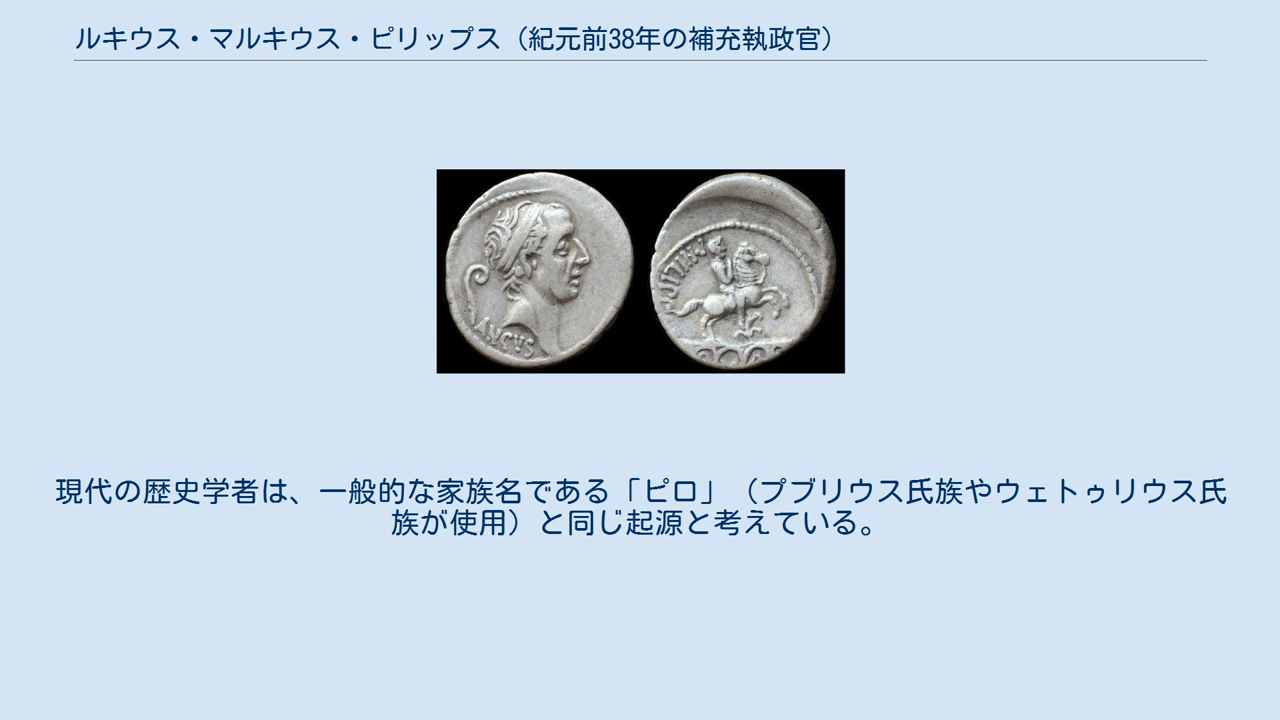 ルキウス・マルキウス・ピリップス（紀元前38年の補充執政官）
ANCVS
PHILIPP
現代の歴史学者は、一般的な家族名である「ピロ」（プブリウス氏族やウェトゥリウス氏
族が使用）と同じ起源と考えている。